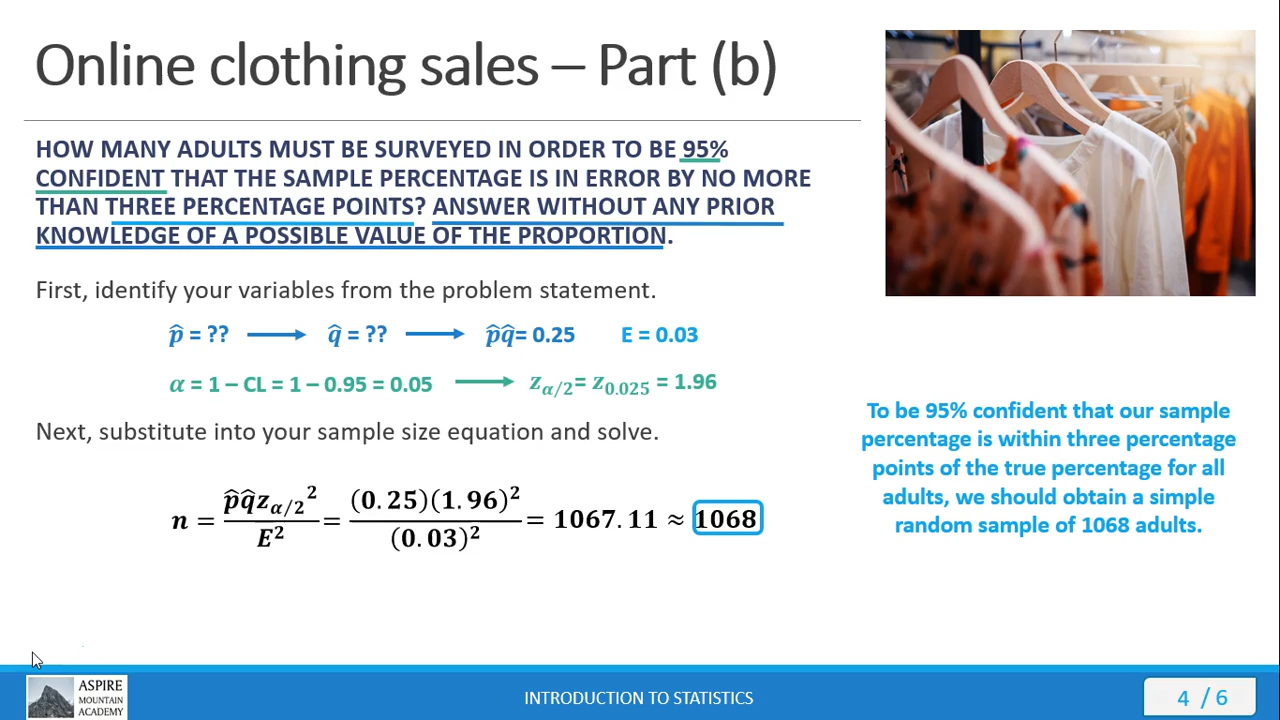 Online clothing sales – Part (b)
HOW MANY ADULTS MUST BE SURVEYED IN ORDER TO BE 95%
CONFIDENT THAT THE SAMPLE PERCENTAGE IS IN ERROR BY NO MORE
THAN THREE PERCENTAGE POINTS? ANSWER WITHOUT ANY PRIOR
KNOWLEDGE OF A POSSIBLE VALUE OF THE PROPORTION.
First, identify your variables from the problem statement.
p̂ = ?? → q̂ = ?? → p̂q̂= 0.25 E = 0.03
α = 1 – CL = 1 – 0.95 = 0.05 → z_{α/2}= z_{0.025} = 1.96
Next, substitute into your sample size equation and solve.
n = p̂q̂z_{α/2}²/E² = (0.25)(1.96)²/(0.03)² = 1067.11 ≈ 1068
To be 95% confident that our sample
percentage is within three percentage
points of the true percentage for all
adults, we should obtain a simple
random sample of 1068 adults.
ASPIRE
MOUNTAIN
ACADEMY
INTRODUCTION TO STATISTICS
4 / 6